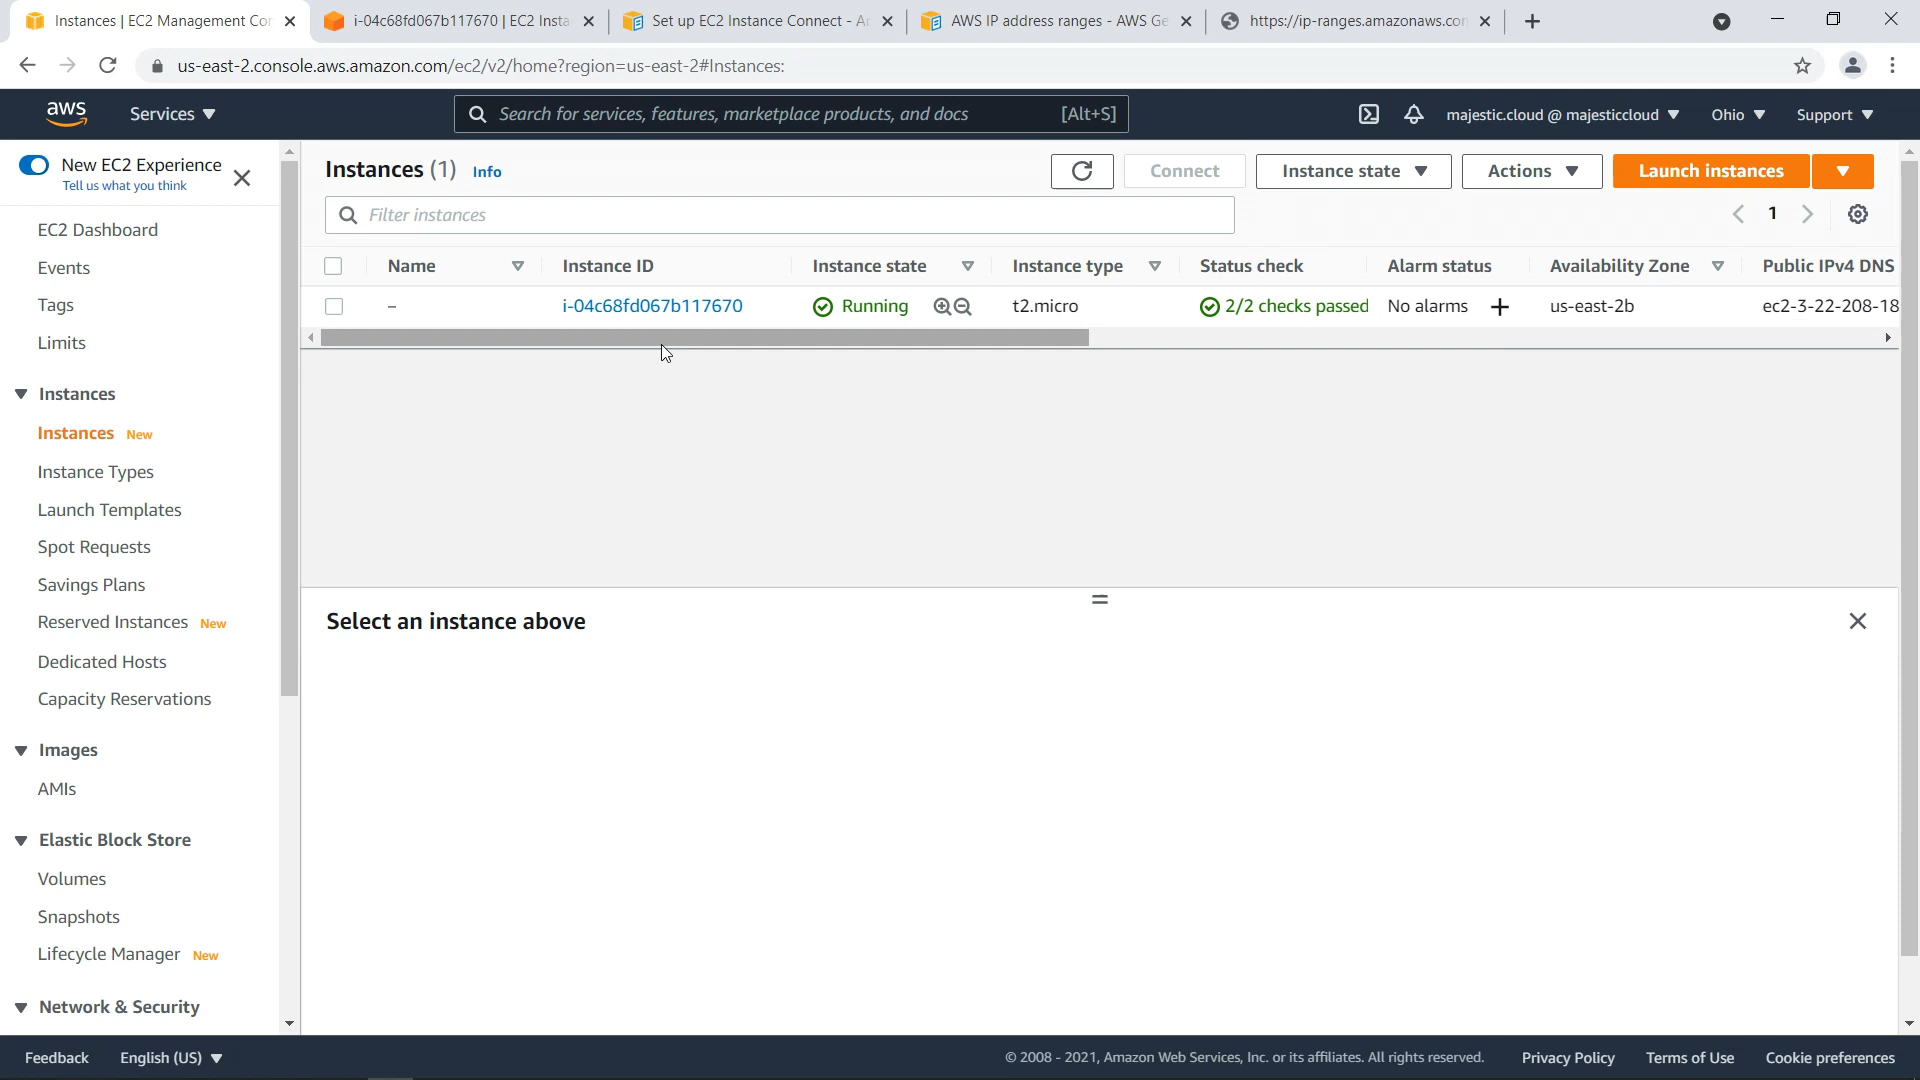 Instances | EC2 Management Con
i-04c68fd067b117670 | EC2 Insta
Set up EC2 Instance Connect - A
AWS IP address ranges - AWS Ge
https://ip-ranges.amazonaws.con
us-east-2.console.aws.amazon.com/ec2/v2/home?region=us-east-2#Instances:
aws
Services
Search for services, features, marketplace products, and docs
[Alt+S]
majestic.cloud @ majesticcloud
Ohio
Support
New EC2 Experience
Tell us what you think
EC2 Dashboard
Events
Tags
Limits
Instances
Instances New
Instance Types
Launch Templates
Spot Requests
Savings Plans
Reserved Instances New
Dedicated Hosts
Capacity Reservations
Images
AMIs
Elastic Block Store
Volumes
Snapshots
Lifecycle Manager New
Network & Security
Instances (1) Info
Connect
Instance state
Actions
Launch instances
Filter instances
1
Name Instance ID Instance state Instance type Status check Alarm status Availability Zone Public IPv4 DNS
– i-04c68fd067b117670 Running t2.micro 2/2 checks passed No alarms + us-east-2b ec2-3-22-208-18
Select an instance above
Feedback
English (US)
© 2008 - 2021, Amazon Web Services, Inc. or its affiliates. All rights reserved.
Privacy Policy
Terms of Use
Cookie preferences